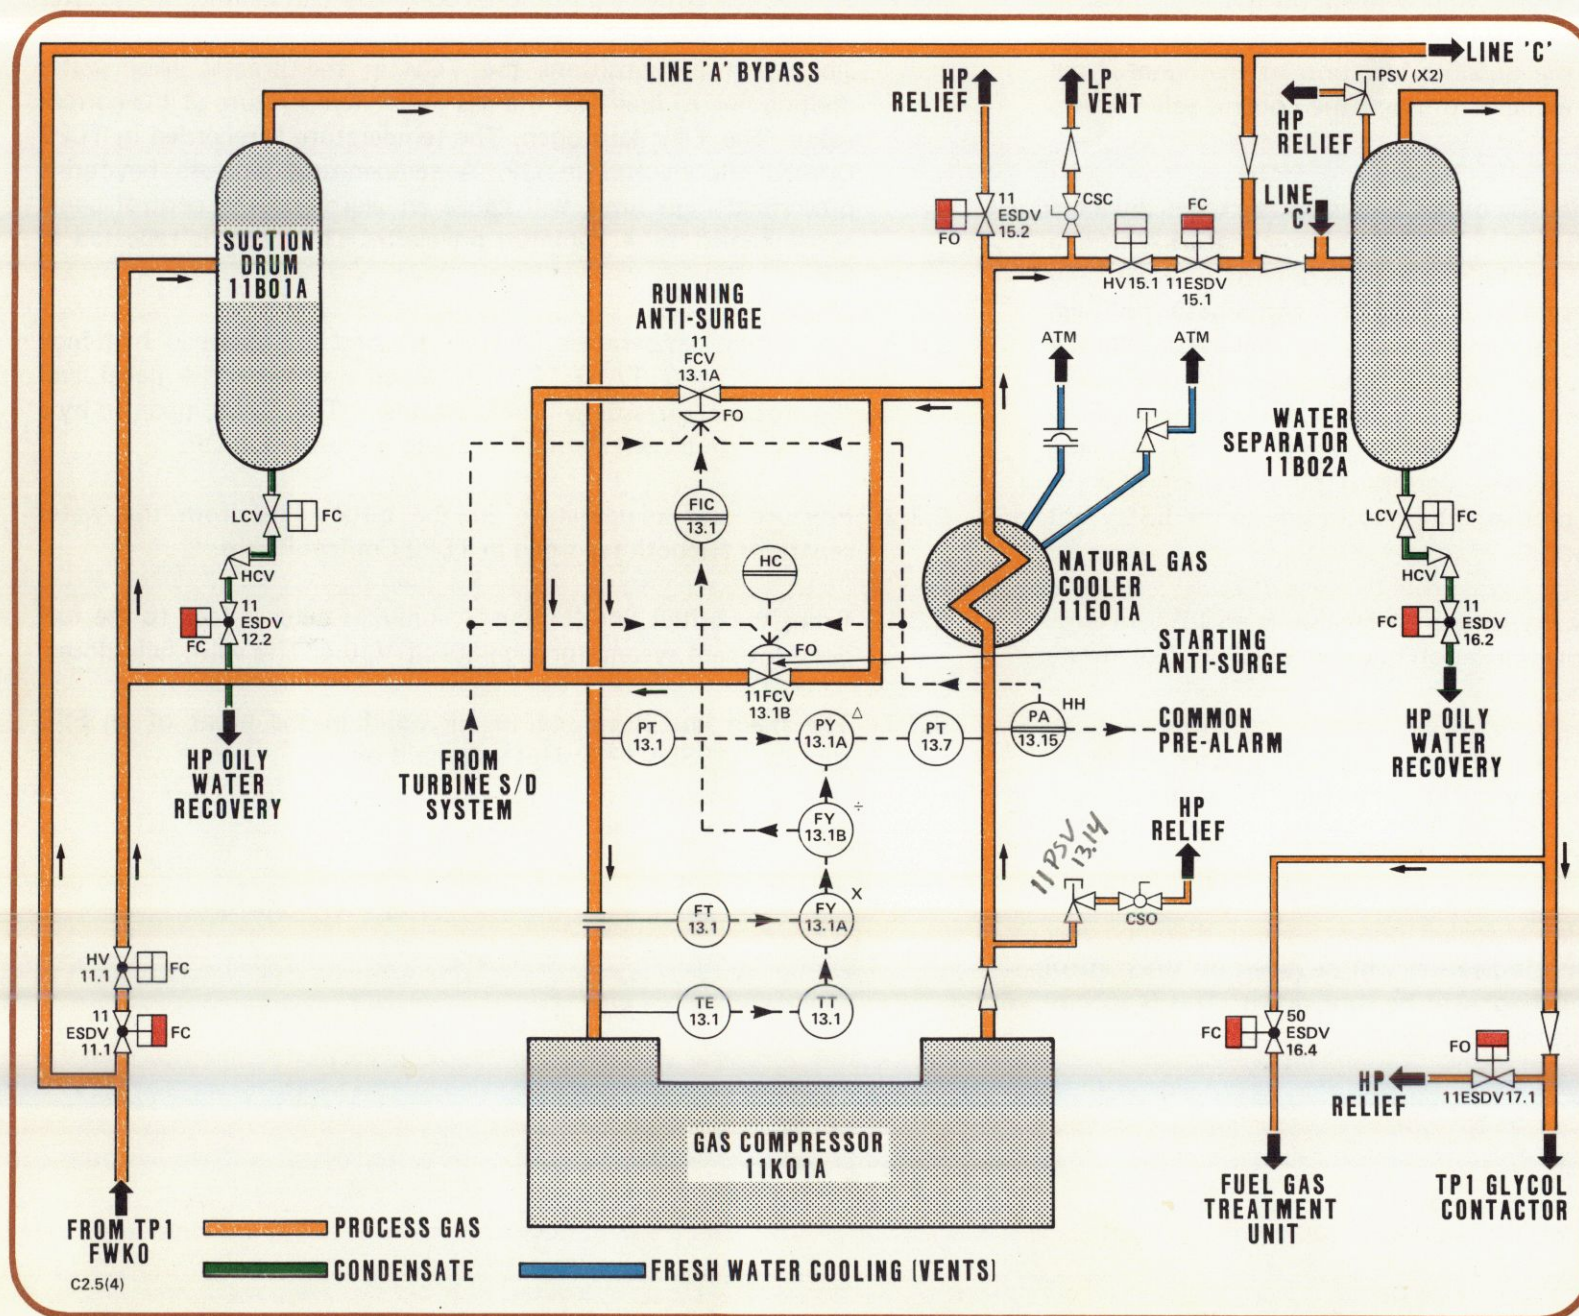 LINE 'A' BYPASS
LINE 'C'
HP
RELIEF
LP
VENT
PSV (X2)
HP
RELIEF
LINE
'C'
SUCTION
DRUM
11B01A
11
ESDV
15.2
FO
CSC
FC
HV 15.1
11ESDV
15.1
RUNNING
ANTI-SURGE
11
FCV
13.1A
FO
ATM
ATM
WATER
SEPARATOR
11B02A
LCV
FC
HCV
11
ESDV
12.2
FC
FIC
13.1
HC
FO
11FCV
13.1B
NATURAL GAS
COOLER
11E01A
STARTING
ANTI-SURGE
LCV
FC
HCV
FC
11
ESDV
16.2
HP OILY
WATER
RECOVERY
FROM
TURBINE S/D
SYSTEM
PT
13.1
PY
13.1A
△
PT
13.7
PA
13.15
HH
COMMON
PRE-ALARM
HP OILY
WATER
RECOVERY
FY
13.1B
÷
11 PSV
13.14
HP
RELIEF
CSO
FT
13.1
FY
13.1A
X
TE
13.1
TT
13.1
HV
11.1
FC
11
ESDV
11.1
FC
FC
50
ESDV
16.4
FO
HP
RELIEF
11ESDV17.1
GAS COMPRESSOR
11K01A
FROM TP1
FWKO
C2.5(4)
PROCESS GAS
CONDENSATE
FRESH WATER COOLING (VENTS)
FUEL GAS
TREATMENT
UNIT
TP1 GLYCOL
CONTACTOR